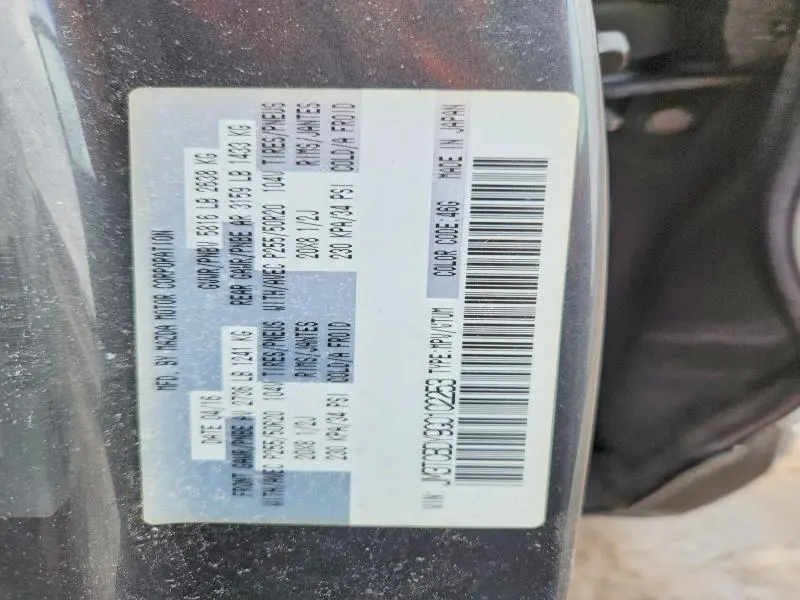 MFD. BY MAZDA MOTOR CORPORATION
DATE 04/16 GVWR/PNBV 5816 LB 2638 KG
FRONT GAWR/PNBE AV 2736 LB 1241 KG REAR GAWR/PNBE AR 3159 LB 1433 KG
WITH/AVEC P255/50R20 104V TIRES/PNEUS WITH/AVEC P255/50R20 104V TIRES/PNEUS
20X8 1/2J RIMS/JANTES 20X8 1/2J RIMS/JANTES
230 KPA/34 PSI COLD/A FROID 230 KPA/34 PSI COLD/A FROID
VIN: TYPE:MPV/VTUM COLOR CODE:46G MADE IN JAPAN